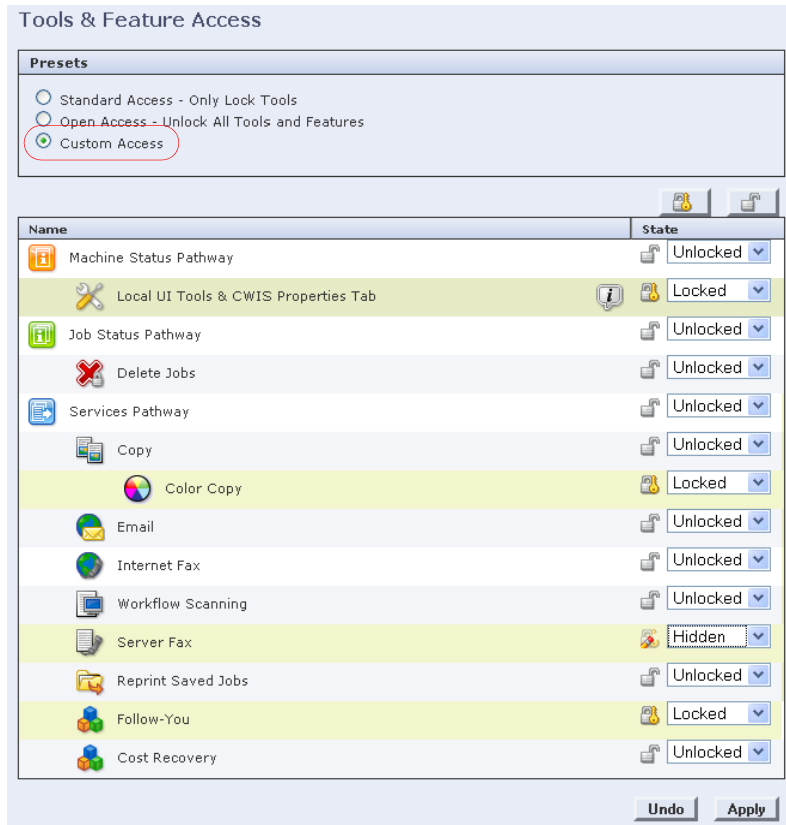 Tools & Feature Access
Presets
Standard Access - Only Lock Tools
Open Access - Unlock All Tools and Features
Custom Access
Name State
Machine Status Pathway Unlocked
Local UI Tools & CWIS Properties Tab i Locked
Job Status Pathway Unlocked
Delete Jobs Unlocked
Services Pathway Unlocked
Copy Unlocked
Color Copy Locked
Email Unlocked
Internet Fax Unlocked
Workflow Scanning Unlocked
Server Fax Hidden
Reprint Saved Jobs Unlocked
Follow-You Locked
Cost Recovery Unlocked
Undo Apply